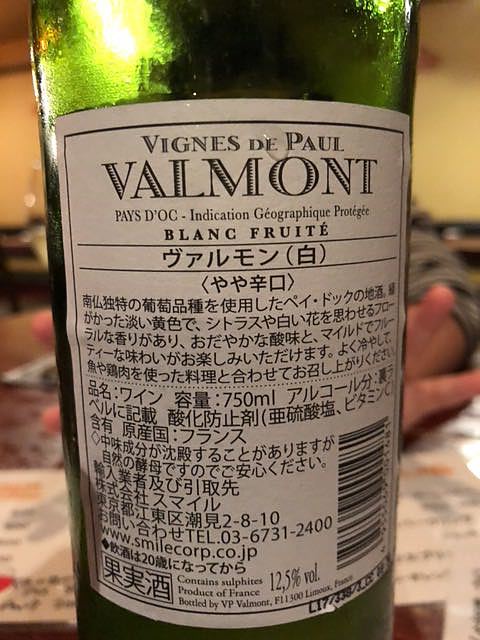 VIGNES DE PAUL
VALMONT
PAYS D'OC - Indication Géographique Protégée
BLANC FRUITÉ
ヴァルモン(白)
〈やや辛口〉
南仏独特の葡萄品種を使用したペイ・ドックの地酒。緑
がかった淡い黄色で、シトラスや白い花を思わせるフロー
ラルな香りがあり、おだやかな酸味と、マイルドでフルー
ティーな味わいがお楽しみいただけます。よく冷やして、
魚や鶏肉を使った料理と合わせてお召し上がりください。
品名:ワイン 容量:750ml アルコール分:裏ラ
ベルに記載 酸化防止剤(亜硫酸塩、ビタミンC)
含有 原産国:フランス
◇中味成分が沈殿することがありますが
自然の酵母ですのでご安心ください。
輸入業者及び引取先
株式会社 スマイル
東京都江東区潮見2-8-10
お問い合わせTEL.03-6731-2400
www.smilecorp.co.jp
◆飲酒は20歳になってから
果実酒
Contains sulphites
Product of France
12,5% vol.
Bottled by VP Valmont, F11300 Limoux, France